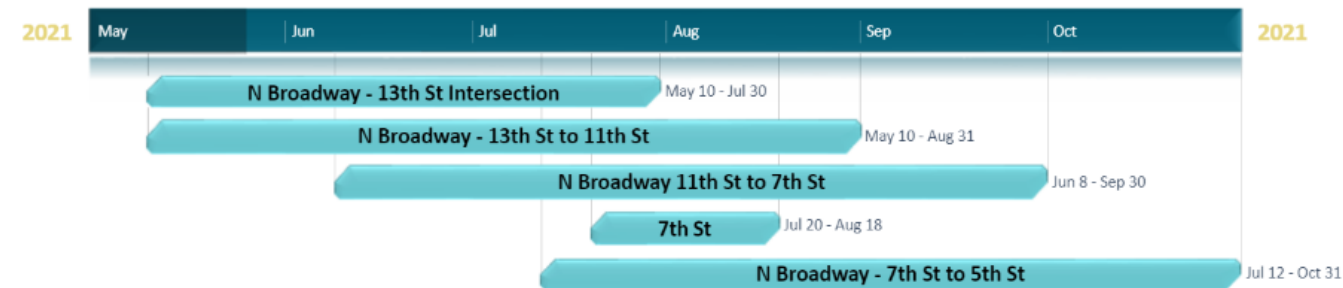 2021 May Jun Jul Aug Sep Oct 2021
N Broadway - 13th St Intersection May 10 - Jul 30
N Broadway - 13th St to 11th St May 10 - Aug 31
N Broadway 11th St to 7th St Jun 8 - Sep 30
7th St Jul 20 - Aug 18
N Broadway - 7th St to 5th St Jul 12 - Oct 31